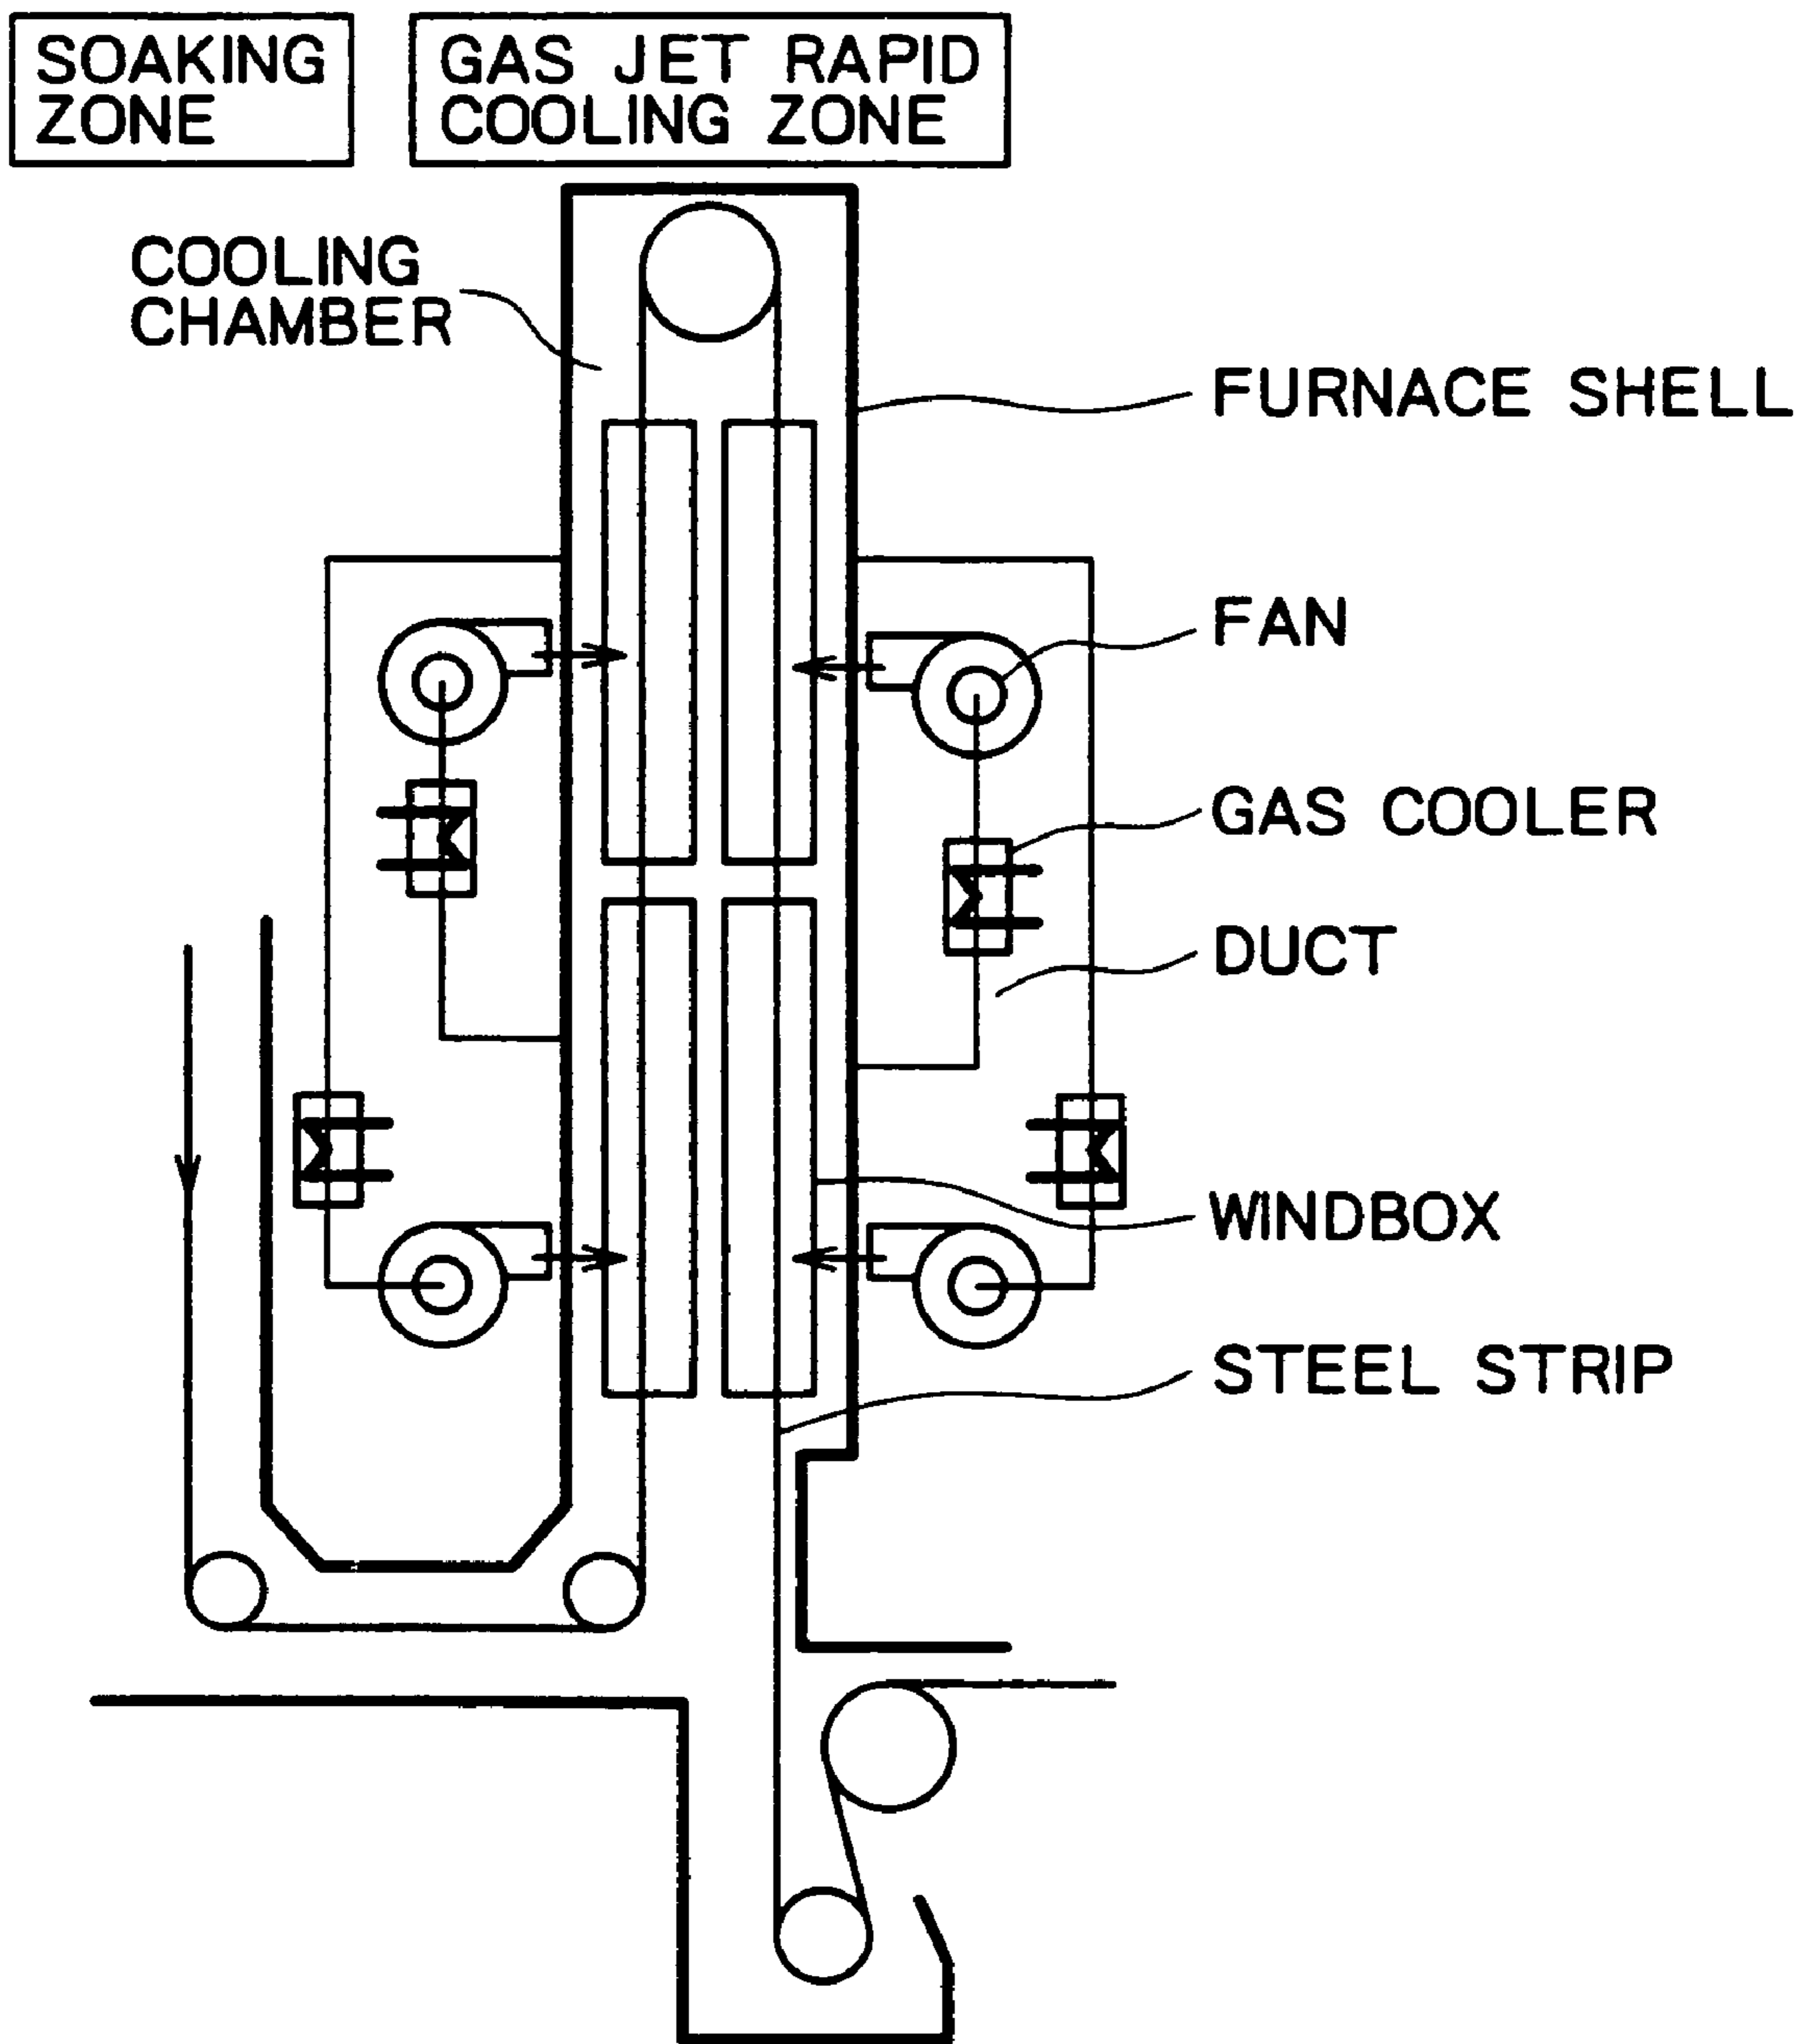 SOAKING
ZONE
GAS JET RAPID
COOLING ZONE
COOLING
CHAMBER
FURNACE SHELL
FAN
GAS COOLER
DUCT
WINDBOX
STEEL STRIP